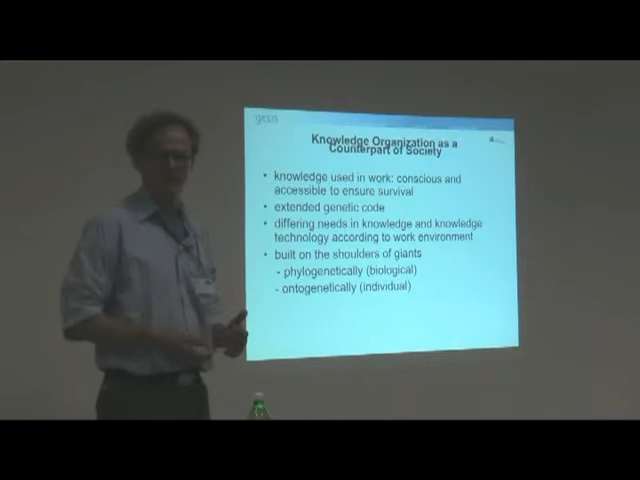 gesis
Knowledge Organization as a
Counterpart of Society
• knowledge used in work: conscious and
accessible to ensure survival
• extended genetic code
• differing needs in knowledge and knowledge
technology according to work environment
• built on the shoulders of giants
- phylogenetically (biological)
- ontogenetically (individual)